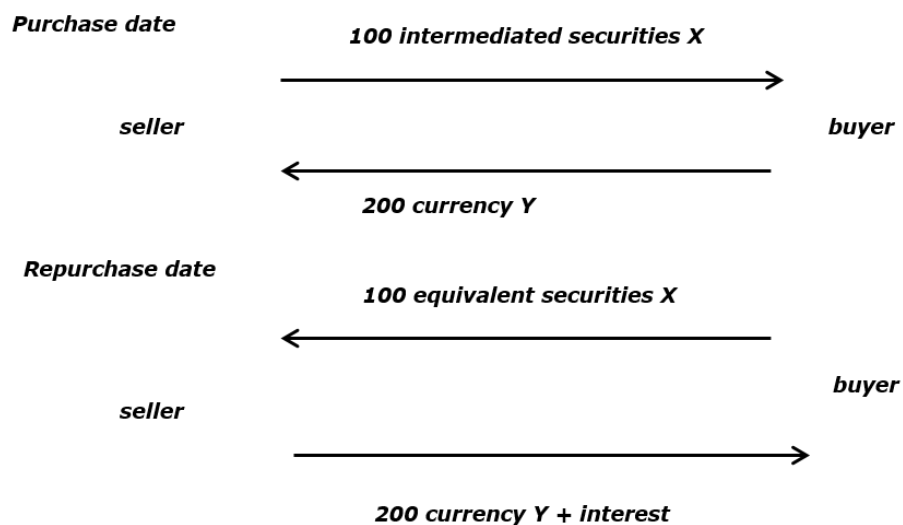 Purchase date
100 intermediated securities X
seller
buyer
200 currency Y
Repurchase date
100 equivalent securities X
buyer
seller
200 currency Y + interest